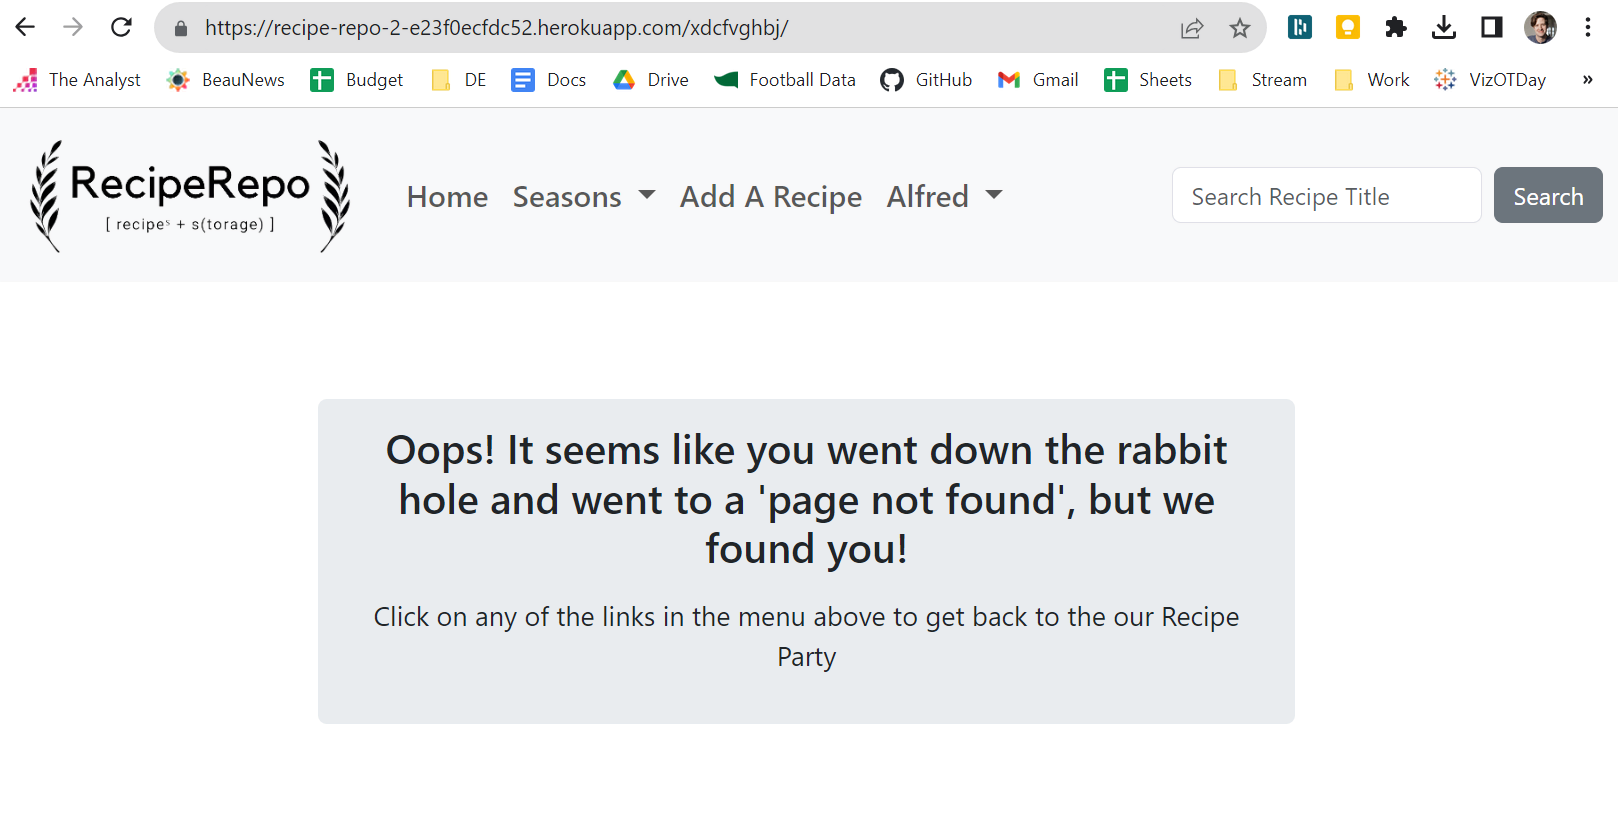 https://recipe-repo-2-e23f0ecfdc52.herokuapp.com/xdcfvghbj/
The Analyst BeauNews Budget DE Docs Drive Football Data GitHub Gmail Sheets Stream Work VizOTDay »
RecipeRepo
[ recipeˢ + s(torage) ]
Home Seasons Add A Recipe Alfred Search Recipe Title Search
Oops! It seems like you went down the rabbit
hole and went to a 'page not found', but we
found you!
Click on any of the links in the menu above to get back to the our Recipe
Party